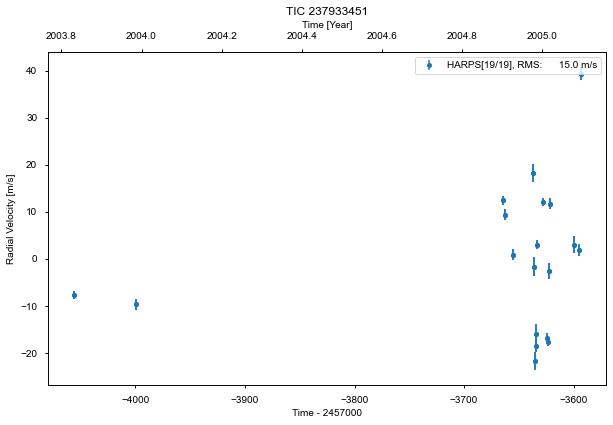 TIC 237933451
Time [Year]
2003.8 2004.0 2004.2 2004.4 2004.6 2004.8 2005.0
HARPS[19/19], RMS: 15.0 m/s
Radial Velocity [m/s]
40
30
20
10
0
−10
−20
−4000 −3900 −3800 −3700 −3600
Time - 2457000